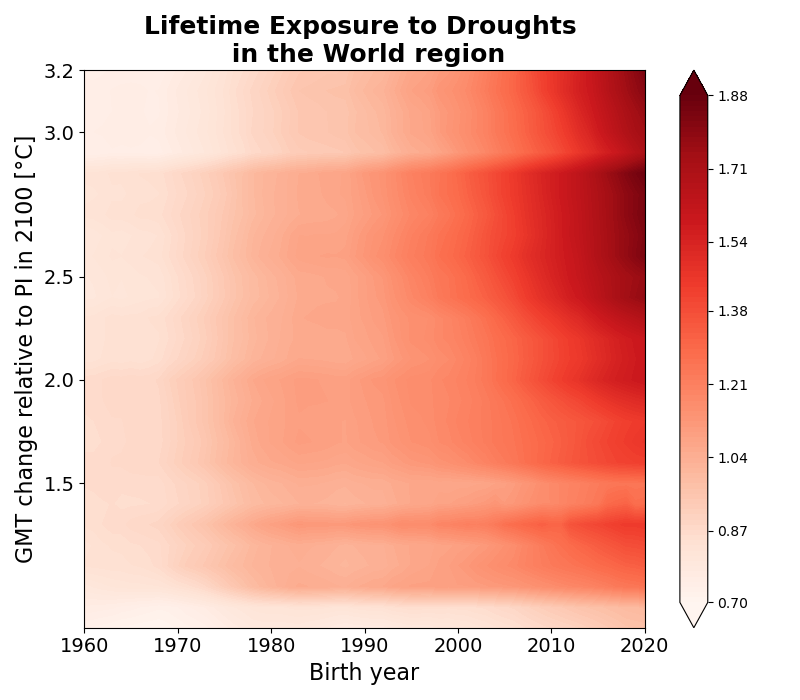 Lifetime Exposure to Droughts
in the World region
GMT change relative to PI in 2100 [°C]
3.2
3.0
2.5
2.0
1.5
1960 1970 1980 1990 2000 2010 2020
Birth year
1.88
1.71
1.54
1.38
1.21
1.04
0.87
0.70